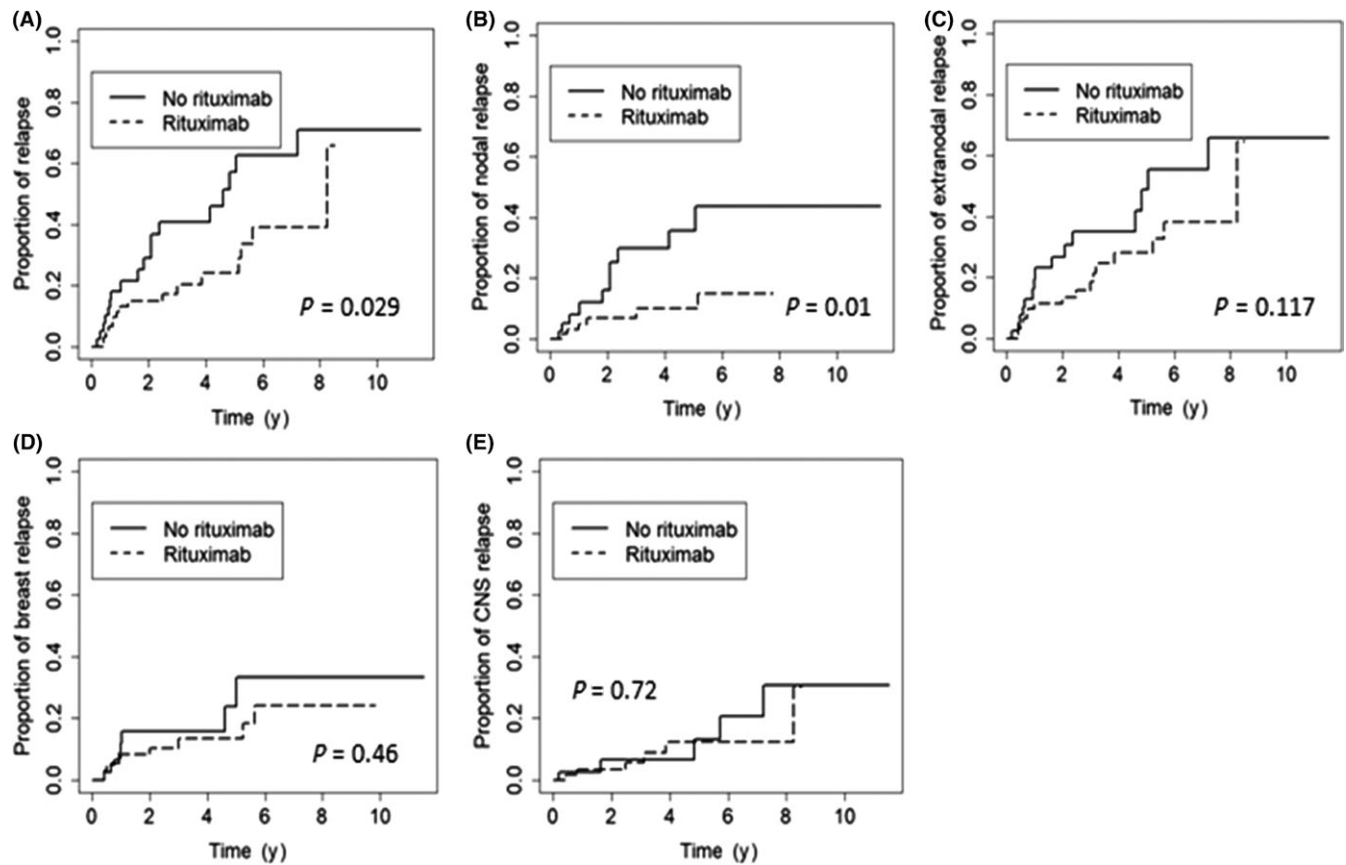 (A)
Proportion of relapse
1.0
0.8
0.6
0.4
0.2
0.0
No rituximab
Rituximab
P = 0.029
0 2 4 6 8 10
Time (y)
(B)
Proportion of nodal relapse
1.0
0.8
0.6
0.4
0.2
0.0
No rituximab
Rituximab
P = 0.01
0 2 4 6 8 10
Time (y)
(C)
Proportion of extranodal relapse
1.0
0.8
0.6
0.4
0.2
0.0
No rituximab
Rituximab
P = 0.117
0 2 4 6 8 10
Time (y)
(D)
Proportion of breast relapse
1.0
0.8
0.6
0.4
0.2
0.0
No rituximab
Rituximab
P = 0.46
0 2 4 6 8 10
Time (y)
(E)
Proportion of CNS relapse
1.0
0.8
0.6
0.4
0.2
0.0
No rituximab
Rituximab
P = 0.72
0 2 4 6 8 10
Time (y)